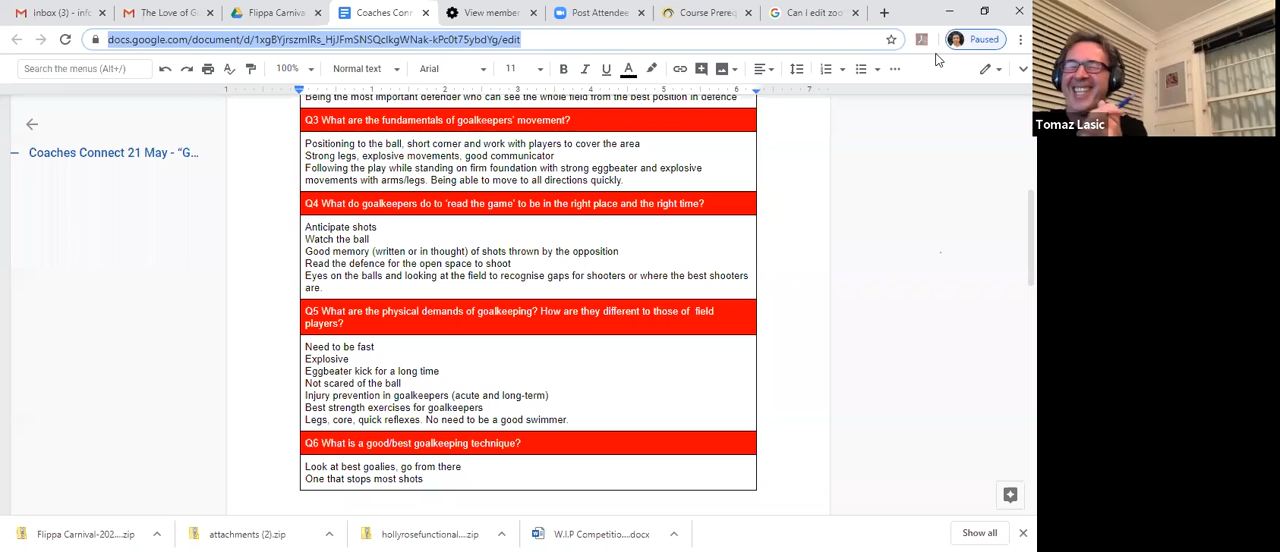 Inbox (3) - infc
The Love of G
Flippa Carniva
Coaches Conn
View member
Post Attendee
Course Prereq
Can I edit zoo
docs.google.com/document/d/
/edit
Paused
Search the menus (Alt+/)
100%
Normal text
Arial
11
1 1 2 3 4 5 6 7
Being the most important defender who can see the whole field from the best position in defence
Coaches Connect 21 May - “G...
Q3 What are the fundamentals of goalkeepers' movement?
Positioning to the ball, short corner and work with players to cover the area
Strong legs, explosive movements, good communicator
Following the play while standing on firm foundation with strong eggbeater and explosive
movements with arms/legs. Being able to move to all directions quickly.
Q4 What do goalkeepers do to 'read the game' to be in the right place and the right time?
Anticipate shots
Watch the ball
Good memory (written or in thought) of shots thrown by the opposition
Read the defence for the open space to shoot
Eyes on the balls and looking at the field to recognise gaps for shooters or where the best shooters
are.
Q5 What are the physical demands of goalkeeping? How are they different to those of field
players?
Need to be fast
Explosive
Eggbeater kick for a long time
Not scared of the ball
Injury prevention in goalkeepers (acute and long-term)
Best strength exercises for goalkeepers
Legs, core, quick reflexes. No need to be a good swimmer.
Q6 What is a good/best goalkeeping technique?
Look at best goalies, go from there
One that stops most shots
Flippa Carnival-202....zip
attachments (2).zip
hollyrosefunctional....zip
W.I.P Competitio....docx
Show all
Tomaz Lasic